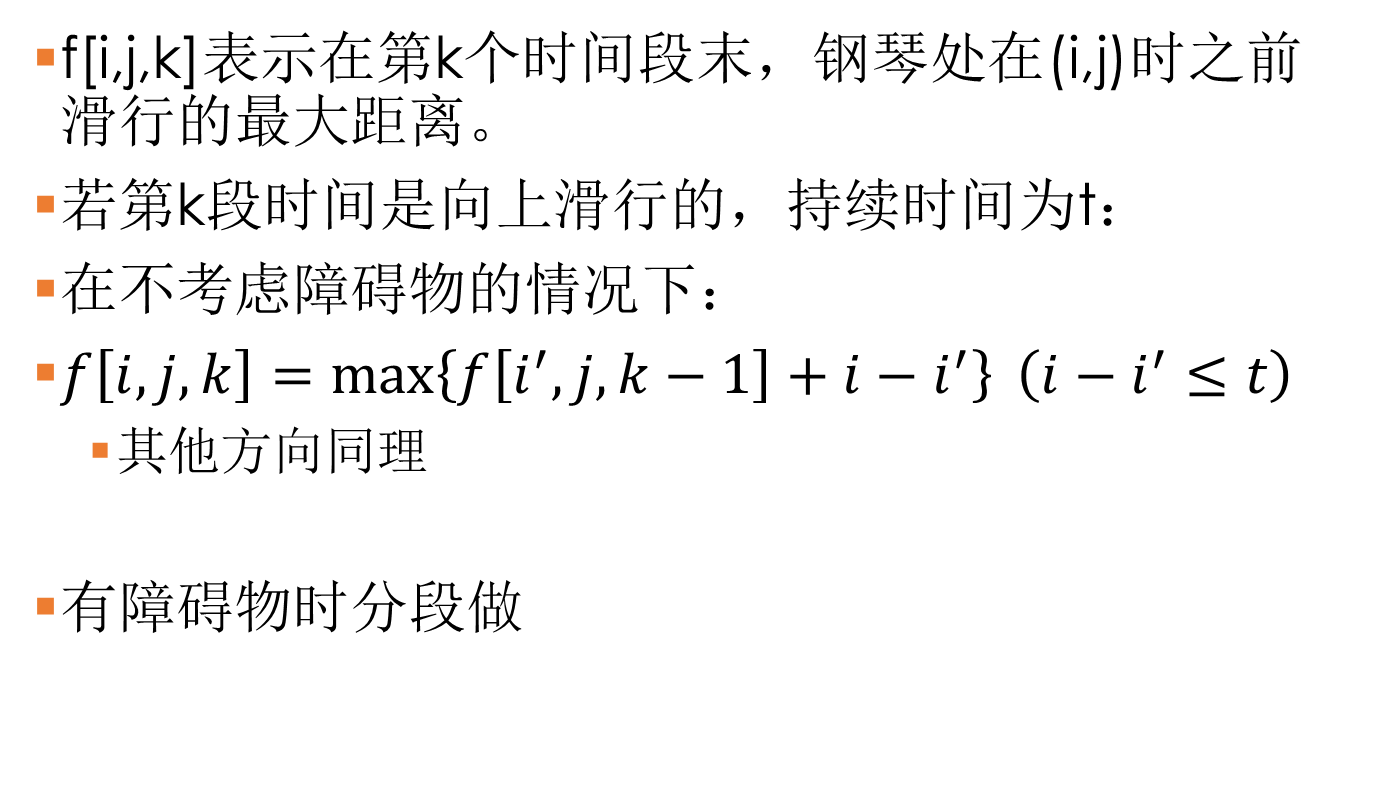 ▪f[i,j,k]表示在第k个时间段末，钢琴处在(i,j)时之前
滑行的最大距离。
▪若第k段时间是向上滑行的，持续时间为t：
▪在不考虑障碍物的情况下：
▪f[i,j,k] = max{f[i′,j,k − 1] + i − i′} (i − i′ ≤ t)
▪其他方向同理
▪有障碍物时分段做